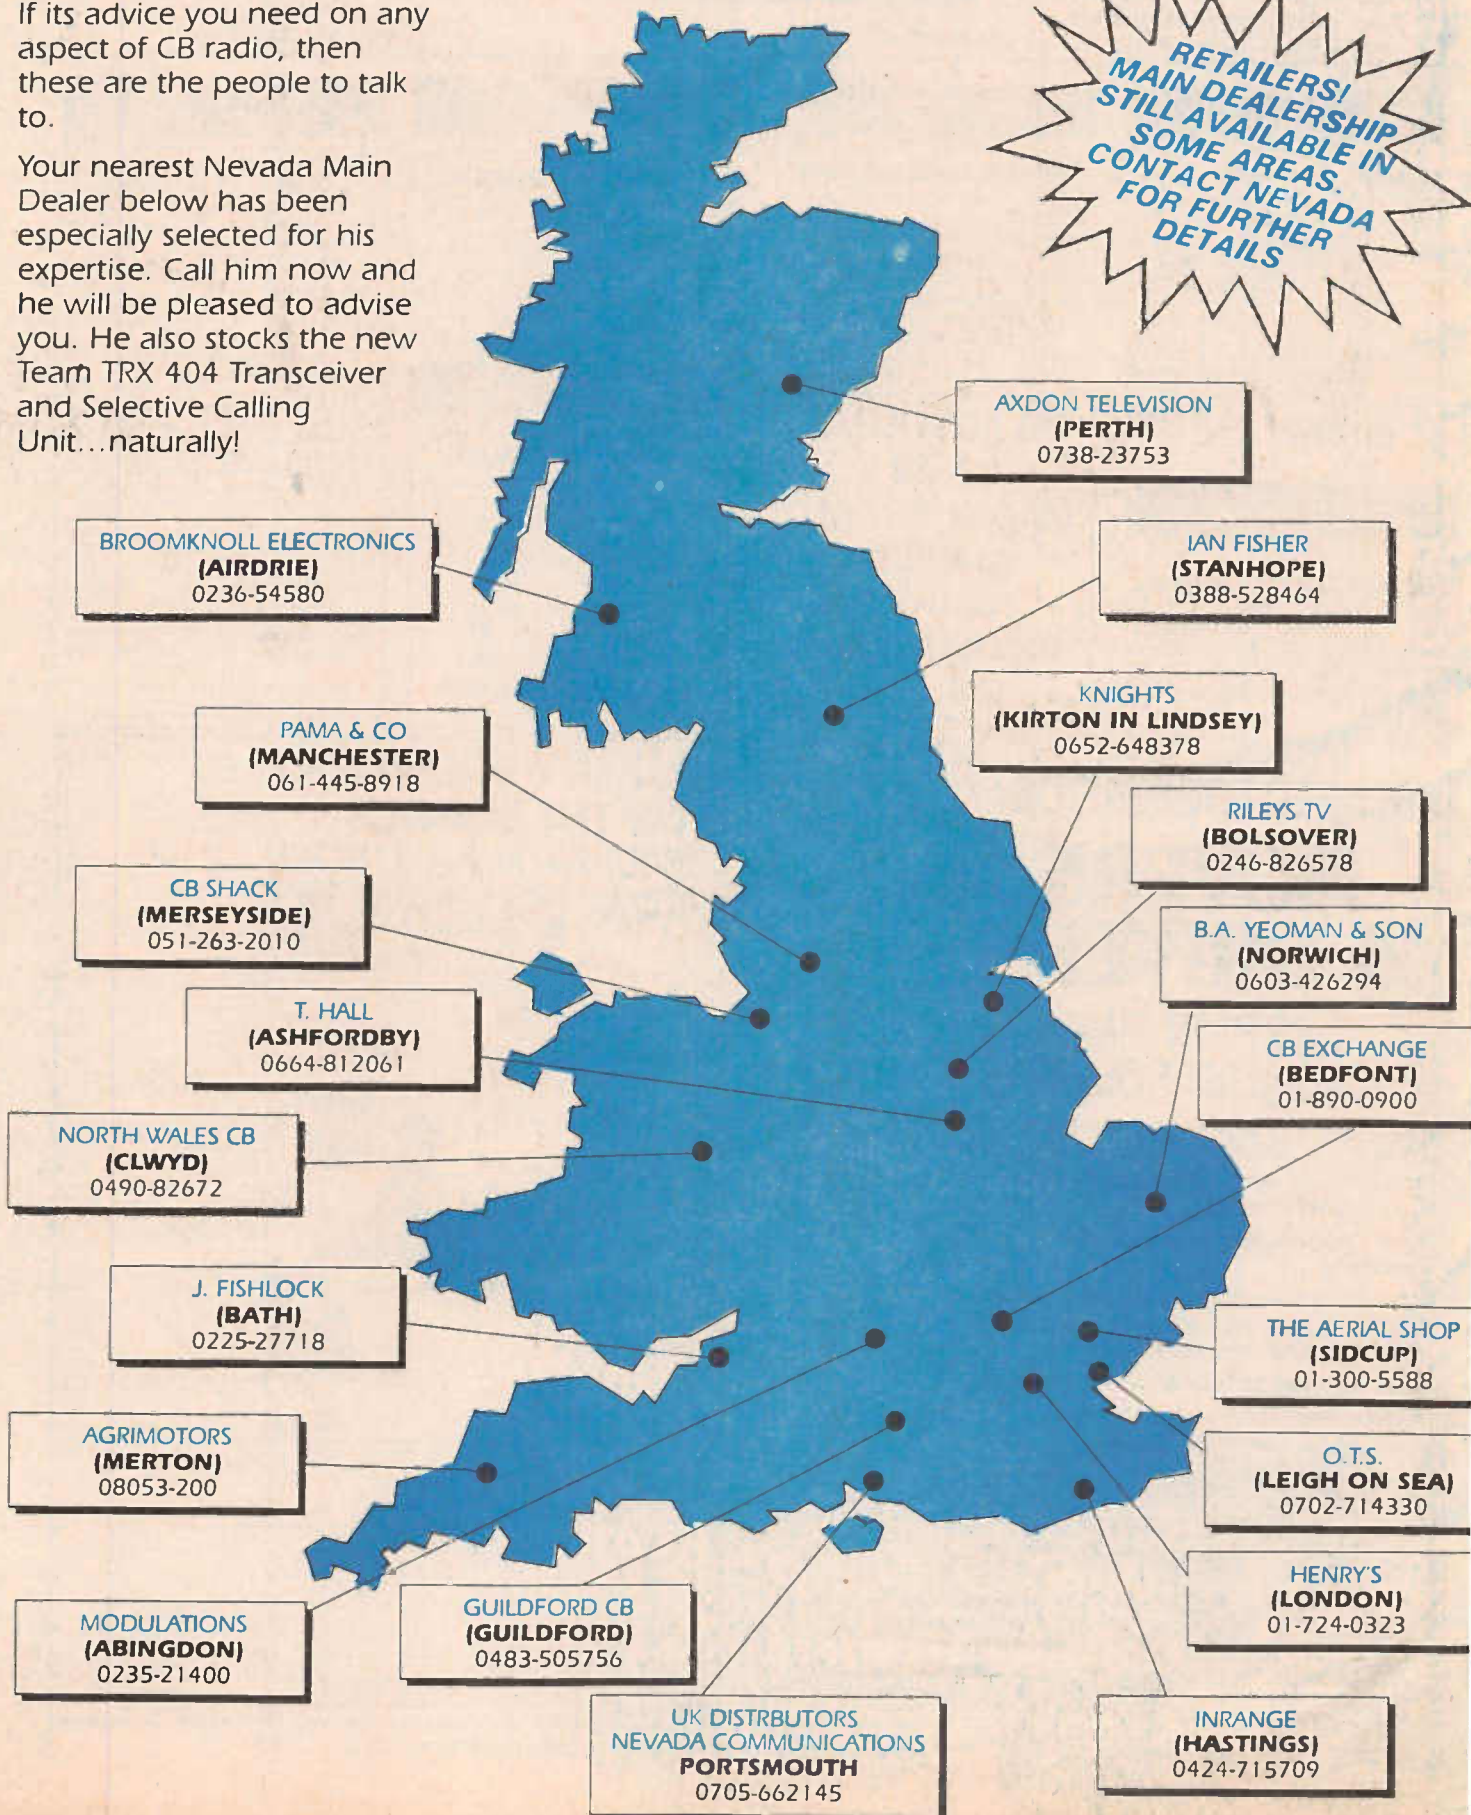 If its advice you need on any
aspect of CB radio, then
these are the people to talk
to.
Your nearest Nevada Main
Dealer below has been
especially selected for his
expertise. Call him now and
he will be pleased to advise
you. He also stocks the new
Team TRX 404 Transceiver
and Selective Calling
Unit...naturally!
RETAILERS!
MAIN DEALERSHIP
STILL AVAILABLE IN
SOME AREAS.
CONTACT NEVADA
FOR FURTHER
DETAILS
AXDON TELEVISION
(PERTH)
0738-23753
BROOMKNOLL ELECTRONICS
(AIRDRIE)
0236-54580
IAN FISHER
(STANHOPE)
0388-528464
KNIGHTS
(KIRTON IN LINDSEY)
0652-648378
PAMA & CO
(MANCHESTER)
061-445-8918
RILEYS TV
(BOLSOVER)
0246-826578
CB SHACK
(MERSEYSIDE)
051-263-2010
B.A. YEOMAN & SON
(NORWICH)
0603-426294
T. HALL
(ASHFORDBY)
0664-812061
CB EXCHANGE
(BEDFONT)
01-890-0900
NORTH WALES CB
(CLWYD)
0490-82672
J. FISHLOCK
(BATH)
0225-27718
THE AERIAL SHOP
(SIDCUP)
01-300-5588
AGRIMOTORS
(MERTON)
08053-200
O.T.S.
(LEIGH ON SEA)
0702-714330
HENRY'S
(LONDON)
01-724-0323
MODULATIONS
(ABINGDON)
0235-21400
GUILDFORD CB
(GUILDFORD)
0483-505756
UK DISTRBUTORS
NEVADA COMMUNICATIONS
PORTSMOUTH
0705-662145
INRANGE
(HASTINGS)
0424-715709